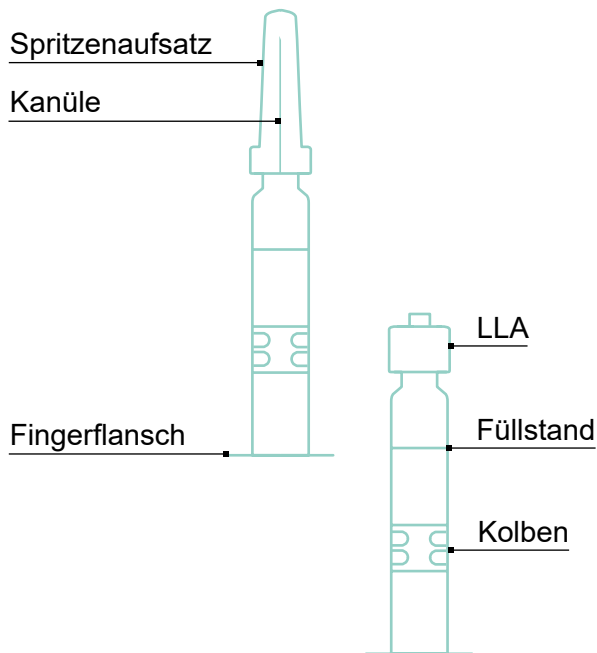 Spritzenaufsatz
Kanüle
LLA
Fingerflansch
Füllstand
Kolben